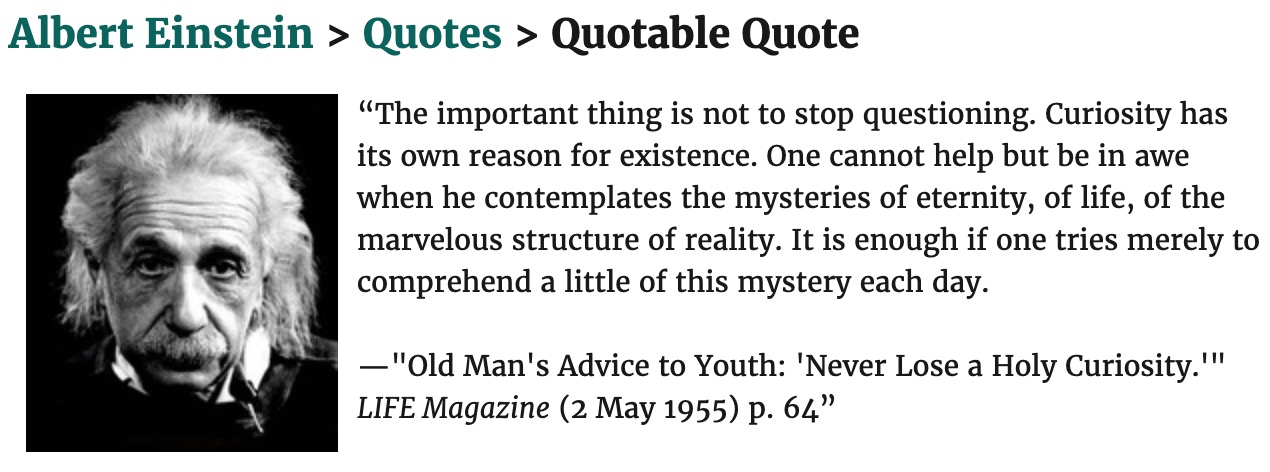 Albert Einstein > Quotes > Quotable Quote
“The important thing is not to stop questioning. Curiosity has
its own reason for existence. One cannot help but be in awe
when he contemplates the mysteries of eternity, of life, of the
marvelous structure of reality. It is enough if one tries merely to
comprehend a little of this mystery each day.
—"Old Man's Advice to Youth: 'Never Lose a Holy Curiosity.'"
LIFE Magazine (2 May 1955) p. 64”